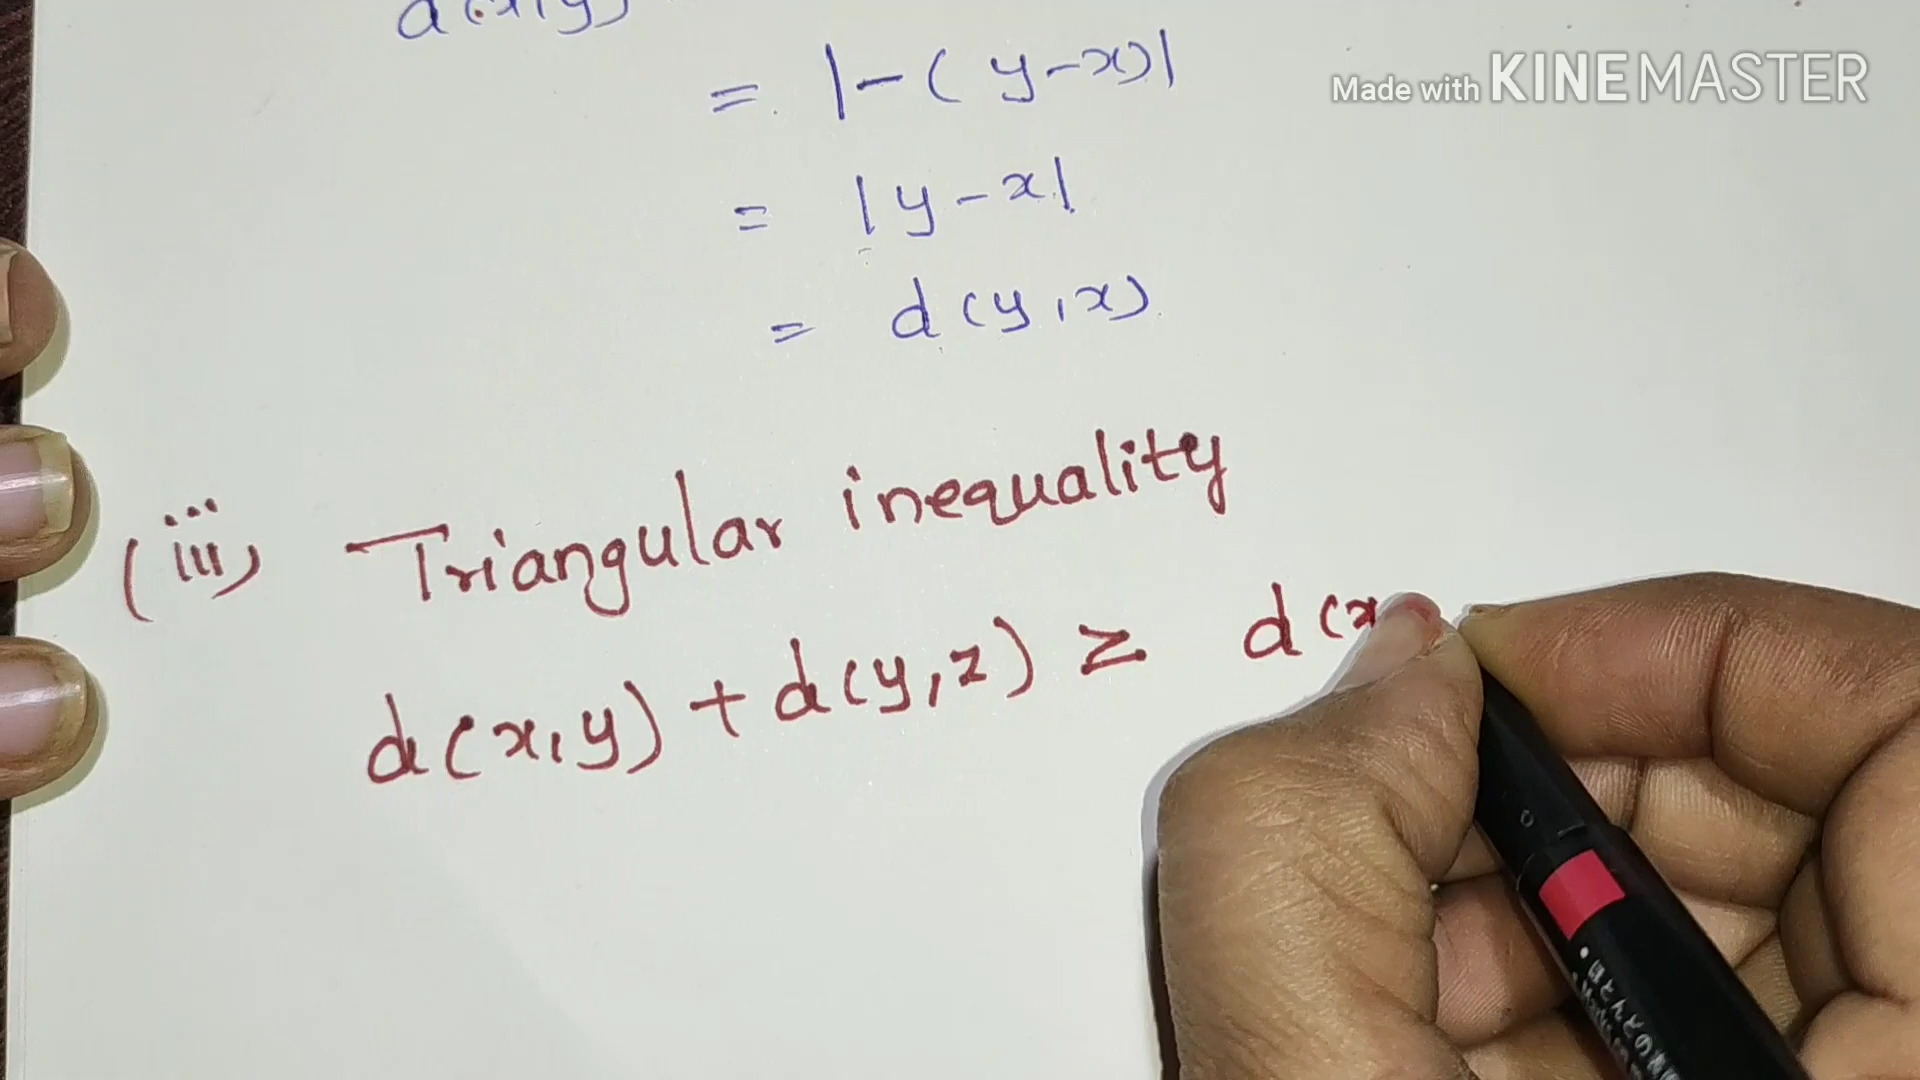 d(x,y)
Made with KINEMASTER
= |-(y-x)|
= |y-x|
= d(y,x)
(iii) Triangular inequality
d(x,y) + d(y,z) ≥ d(x